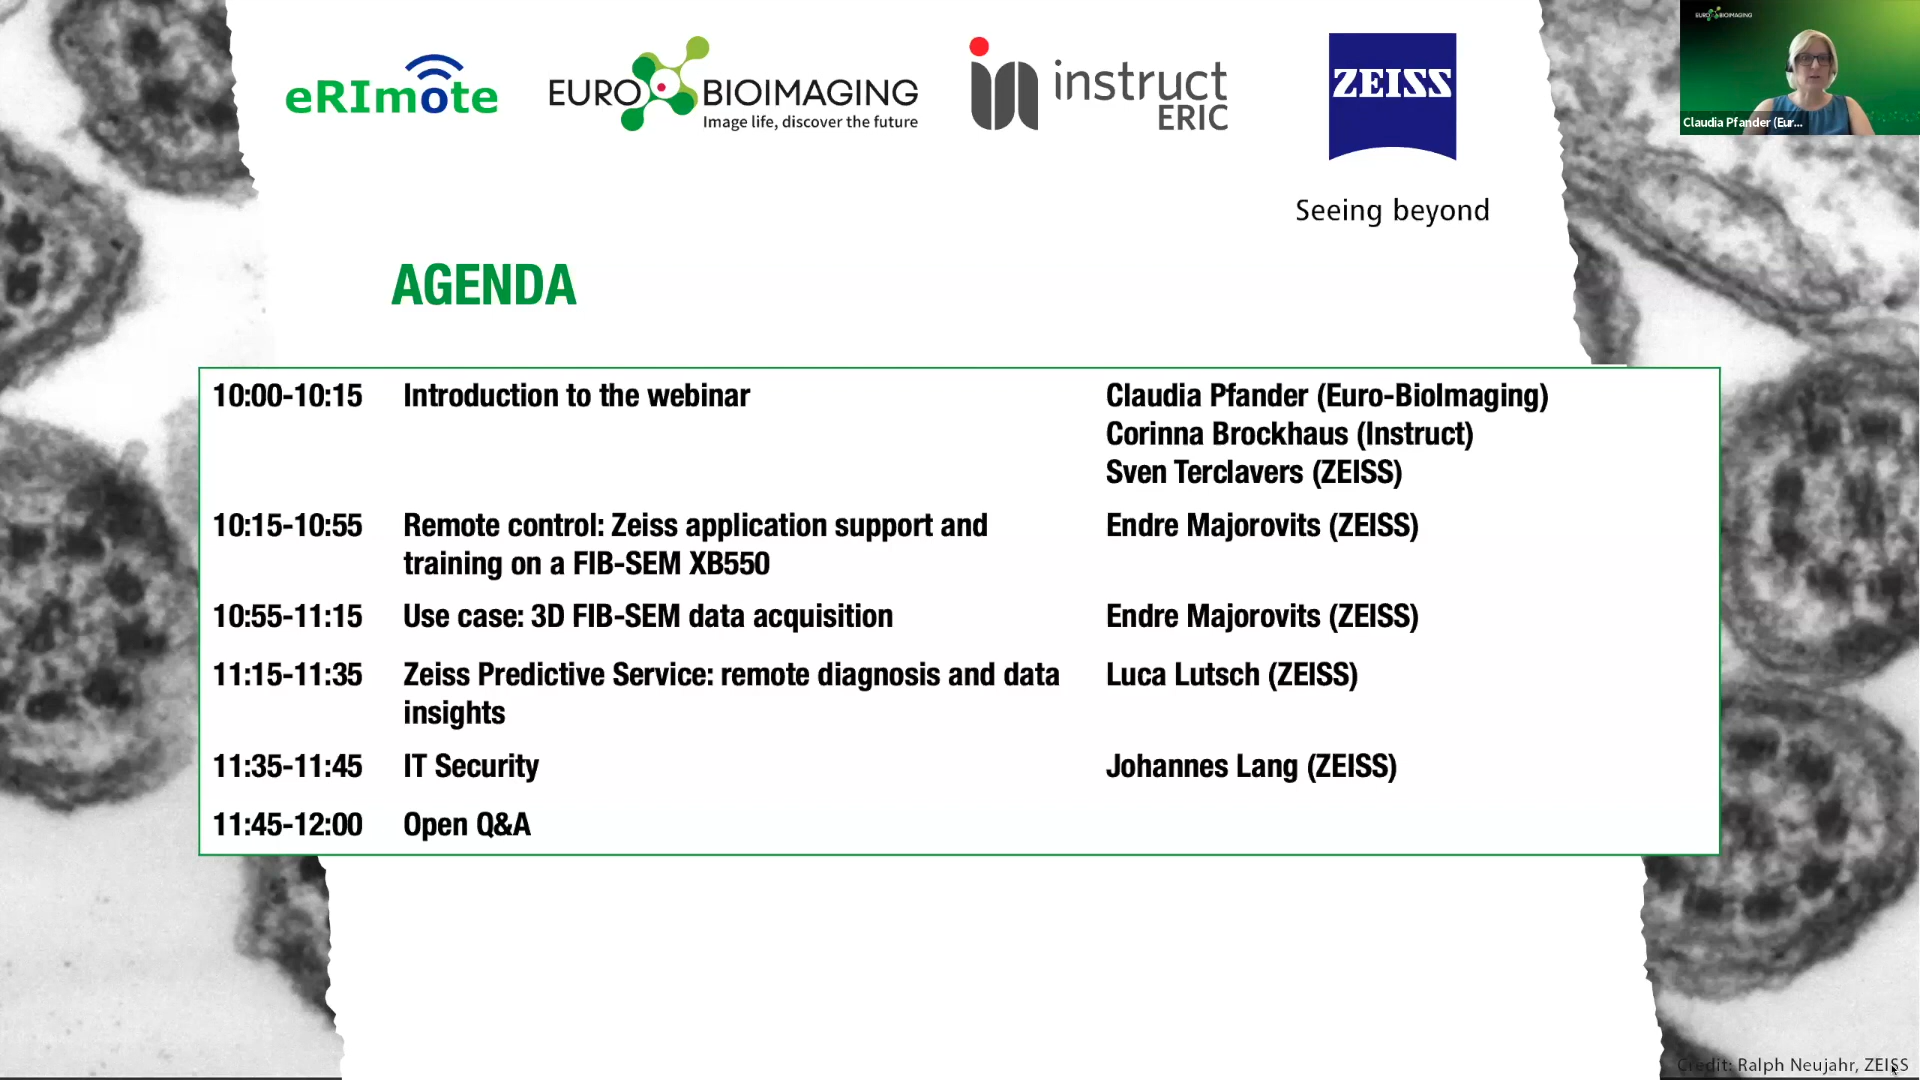 eRImote
EURO BIOIMAGING
Image life, discover the future
instruct
ERIC
ZEISS
Seeing beyond
EURO BIOIMAGING
Claudia Pfander (Eur...
AGENDA
10:00-10:15 Introduction to the webinar Claudia Pfander (Euro-BioImaging)
Corinna Brockhaus (Instruct)
Sven Terclavers (ZEISS)
10:15-10:55 Remote control: Zeiss application support and Endre Majorovits (ZEISS)
training on a FIB-SEM XB550
10:55-11:15 Use case: 3D FIB-SEM data acquisition Endre Majorovits (ZEISS)
11:15-11:35 Zeiss Predictive Service: remote diagnosis and data Luca Lutsch (ZEISS)
insights
11:35-11:45 IT Security Johannes Lang (ZEISS)
11:45-12:00 Open Q&A
Credit: Ralph Neujahr, ZEISS